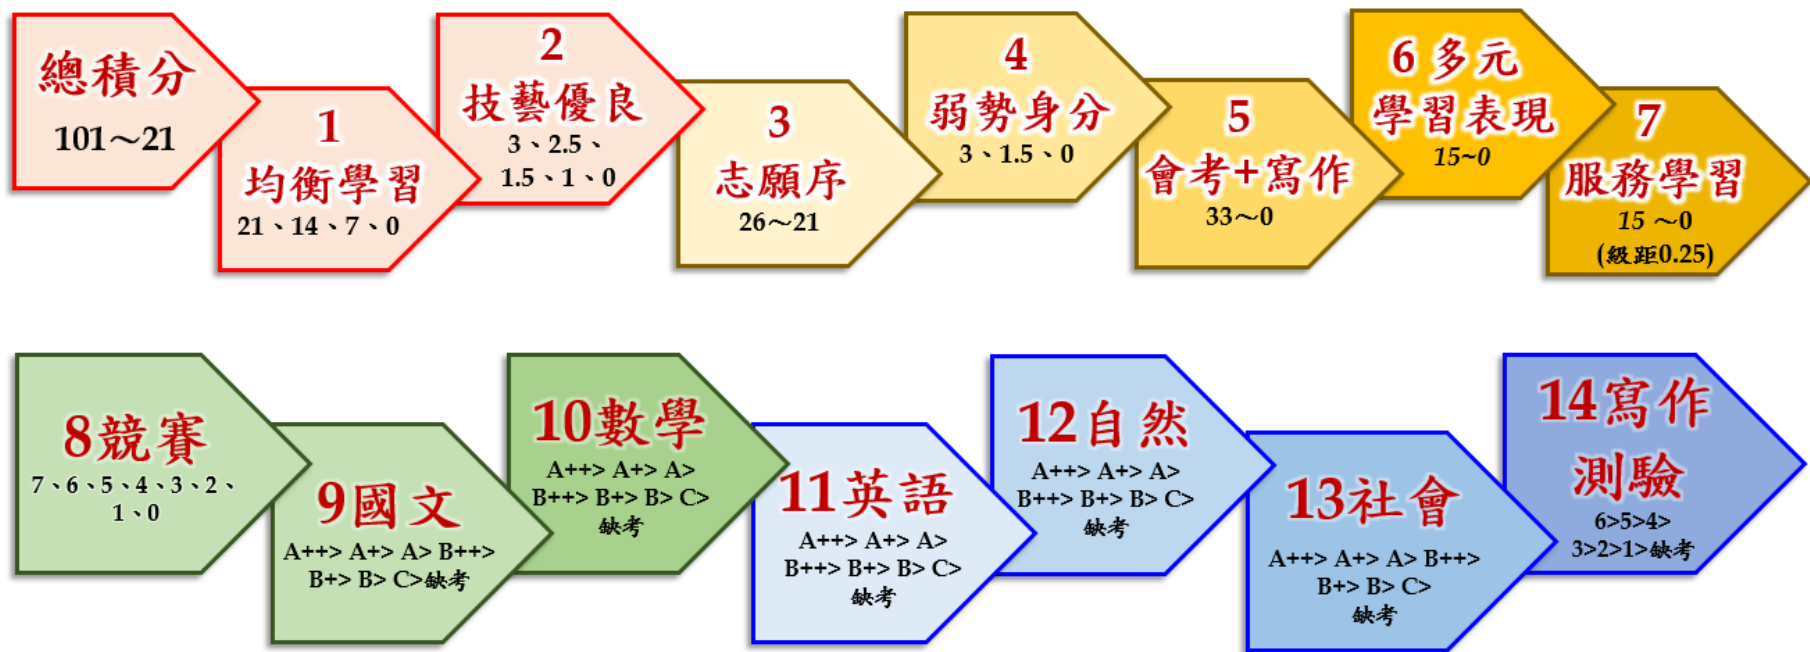 總積分
101～21
1
均衡學習
21、14、7、0
2
技藝優良
3、2.5、
1.5、1、0
3
志願序
26～21
4
弱勢身分
3、1.5、0
5
會考+寫作
33～0
6 多元
學習表現
15~0
7
服務學習
15 ～0
(級距0.25)
8競賽
7、6、5、4、3、2、
1、0
9國文
A++> A+> A> B++>
B+> B> C>缺考
10數學
A++> A+> A>
B++> B+> B> C>
缺考
11英語
A++> A+> A>
B++> B+> B> C>
缺考
12自然
A++> A+> A>
B++> B+> B> C>
缺考
13社會
A++> A+> A> B++>
B+> B> C>
缺考
14寫作
測驗
6>5>4>
3>2>1>缺考